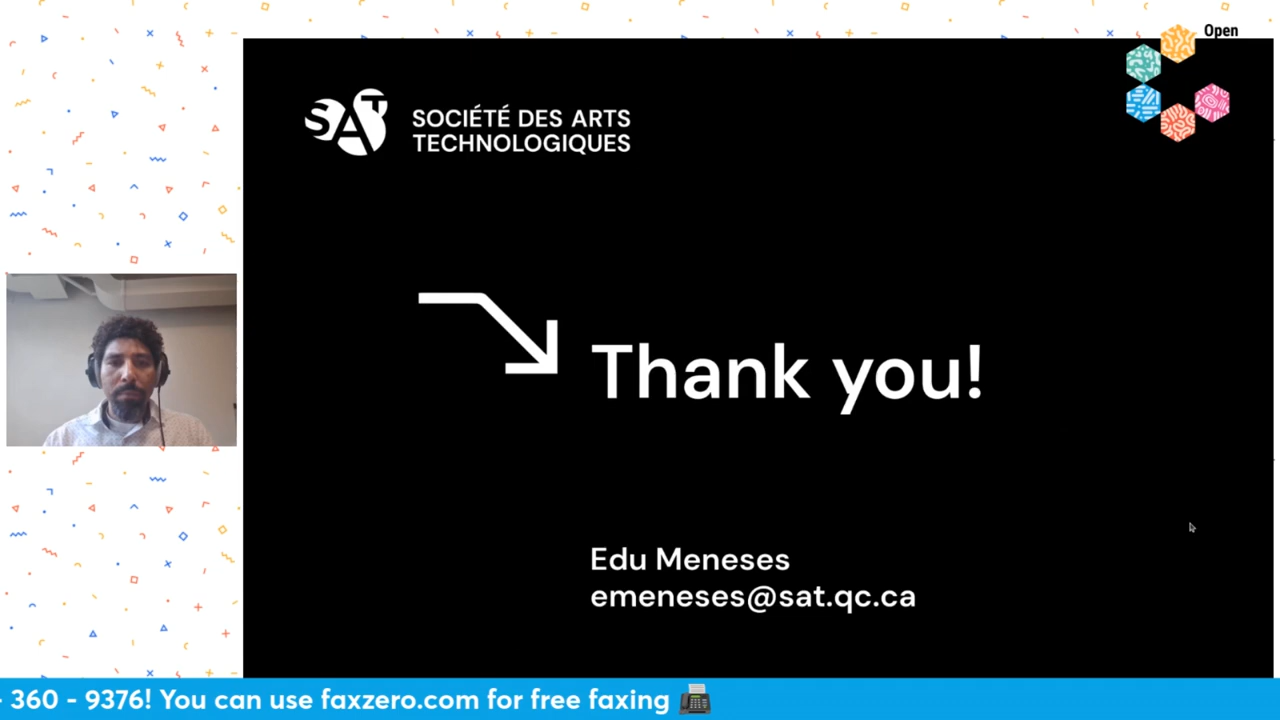 Open
SAT
SOCIÉTÉ DES ARTS
TECHNOLOGIQUES
Thank you!
Edu Meneses
emeneses@sat.qc.ca
- 360 - 9376! You can use faxzero.com for free faxing